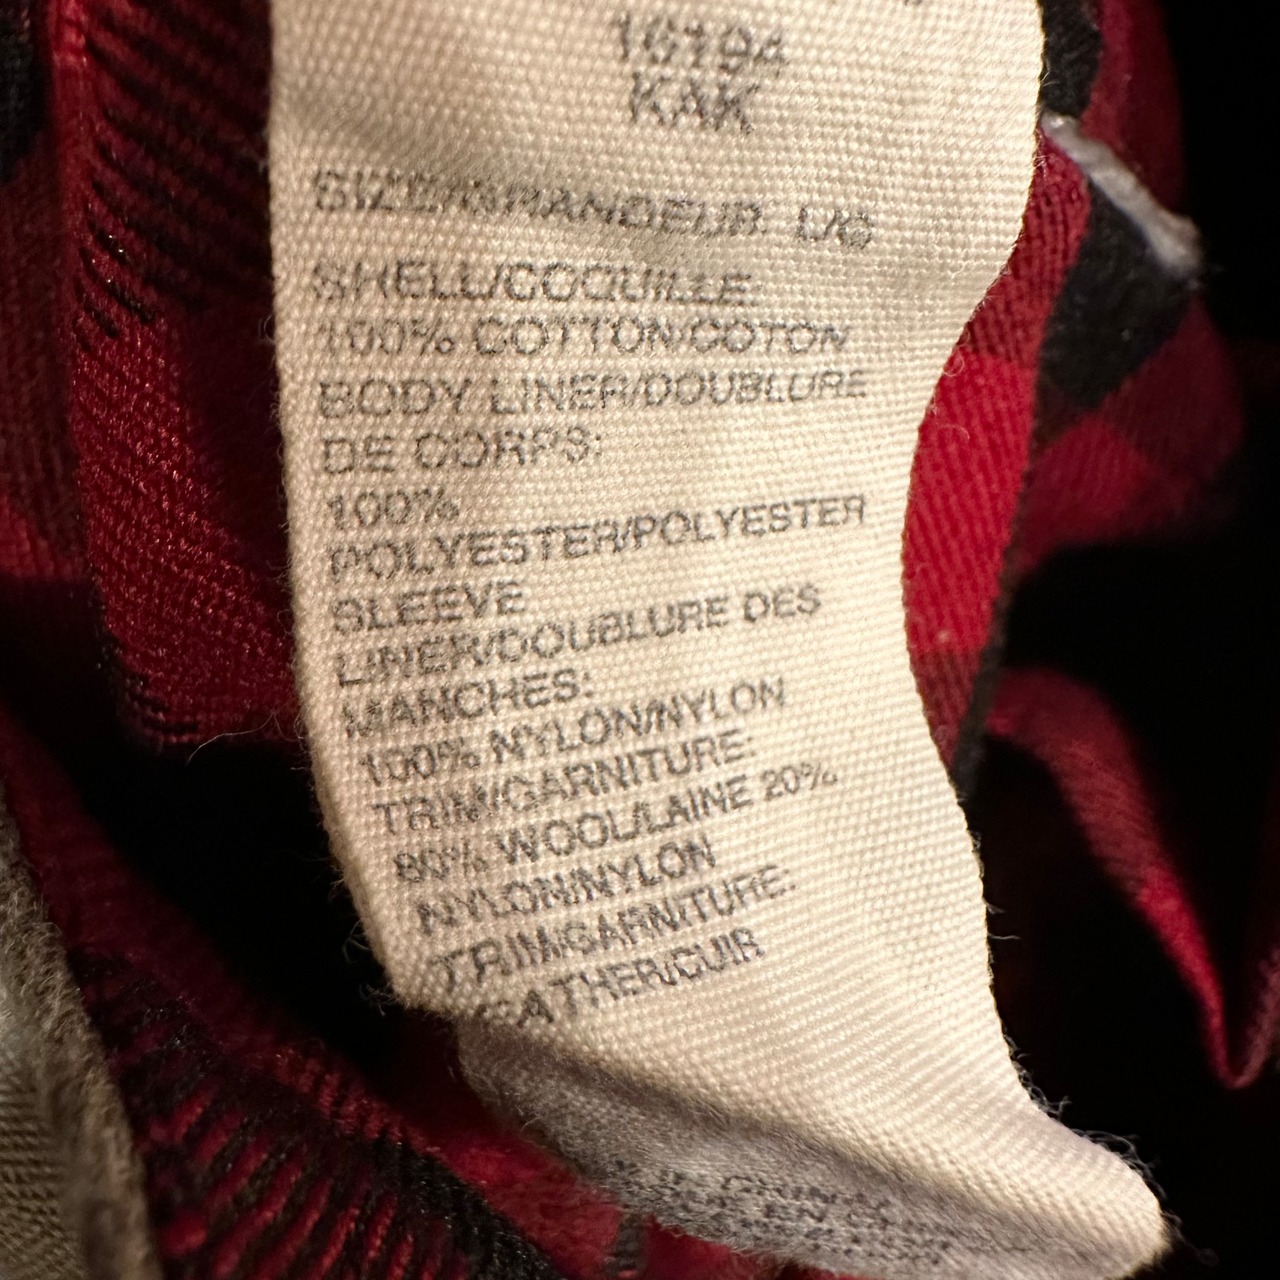 16194
KAK
SIZE/GRANDEUR: L/G
SHELL/COQUILLE:
100% COTTON/COTON
BODY LINER/DOUBLURE
DE CORPS:
100%
POLYESTER/POLYESTER
SLEEVE
LINER/DOUBLURE DES
MANCHES:
100% NYLON/NYLON
TRIM/GARNITURE:
80% WOOL/LAINE 20%
NYLON/NYLON
TRIM/GARNITURE:
LEATHER/CUIR